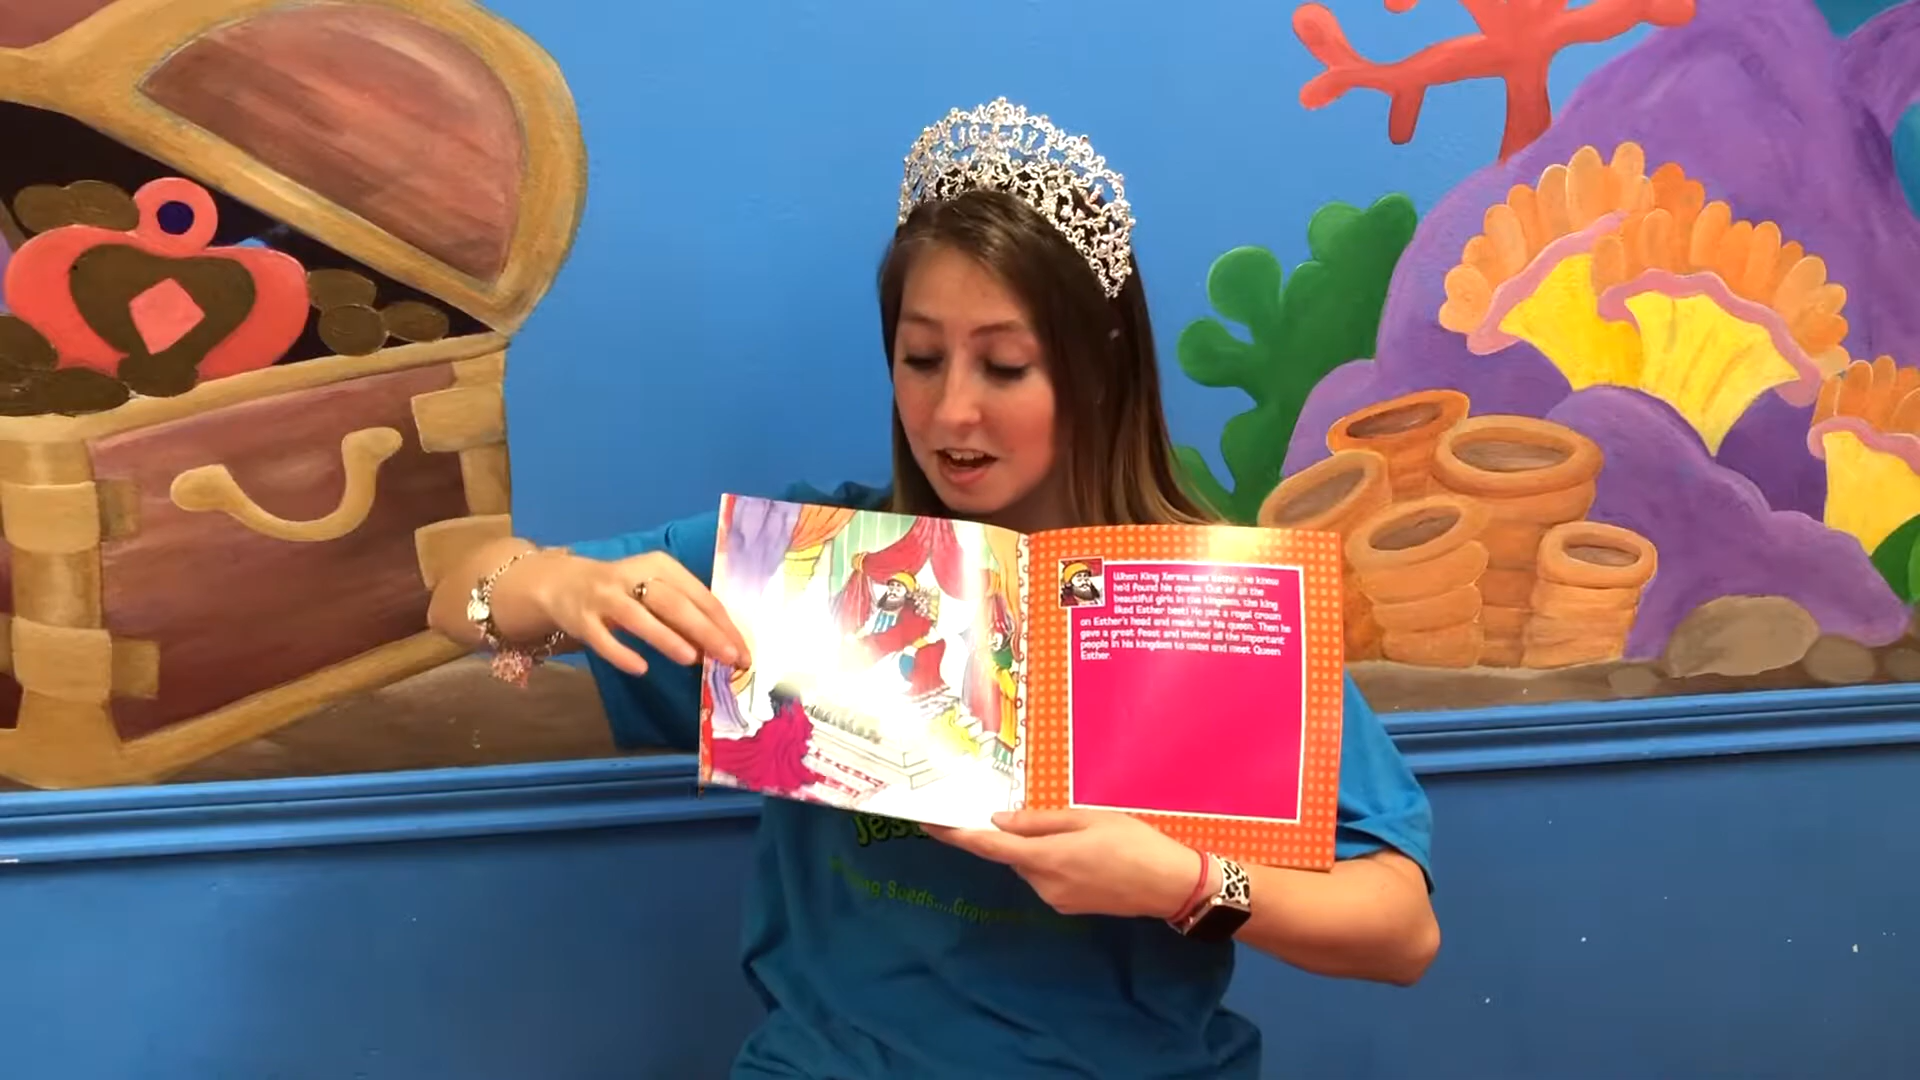 When King Xerxes saw Esther, he knew
he'd found his queen. Out of all the
beautiful girls in the kingdom, the king
liked Esther best! He put a royal crown
on Esther's head and made her his queen. Then he
gave a great feast and invited all the important
people in his kingdom to come and meet Queen
Esther.
Seeds....Grow